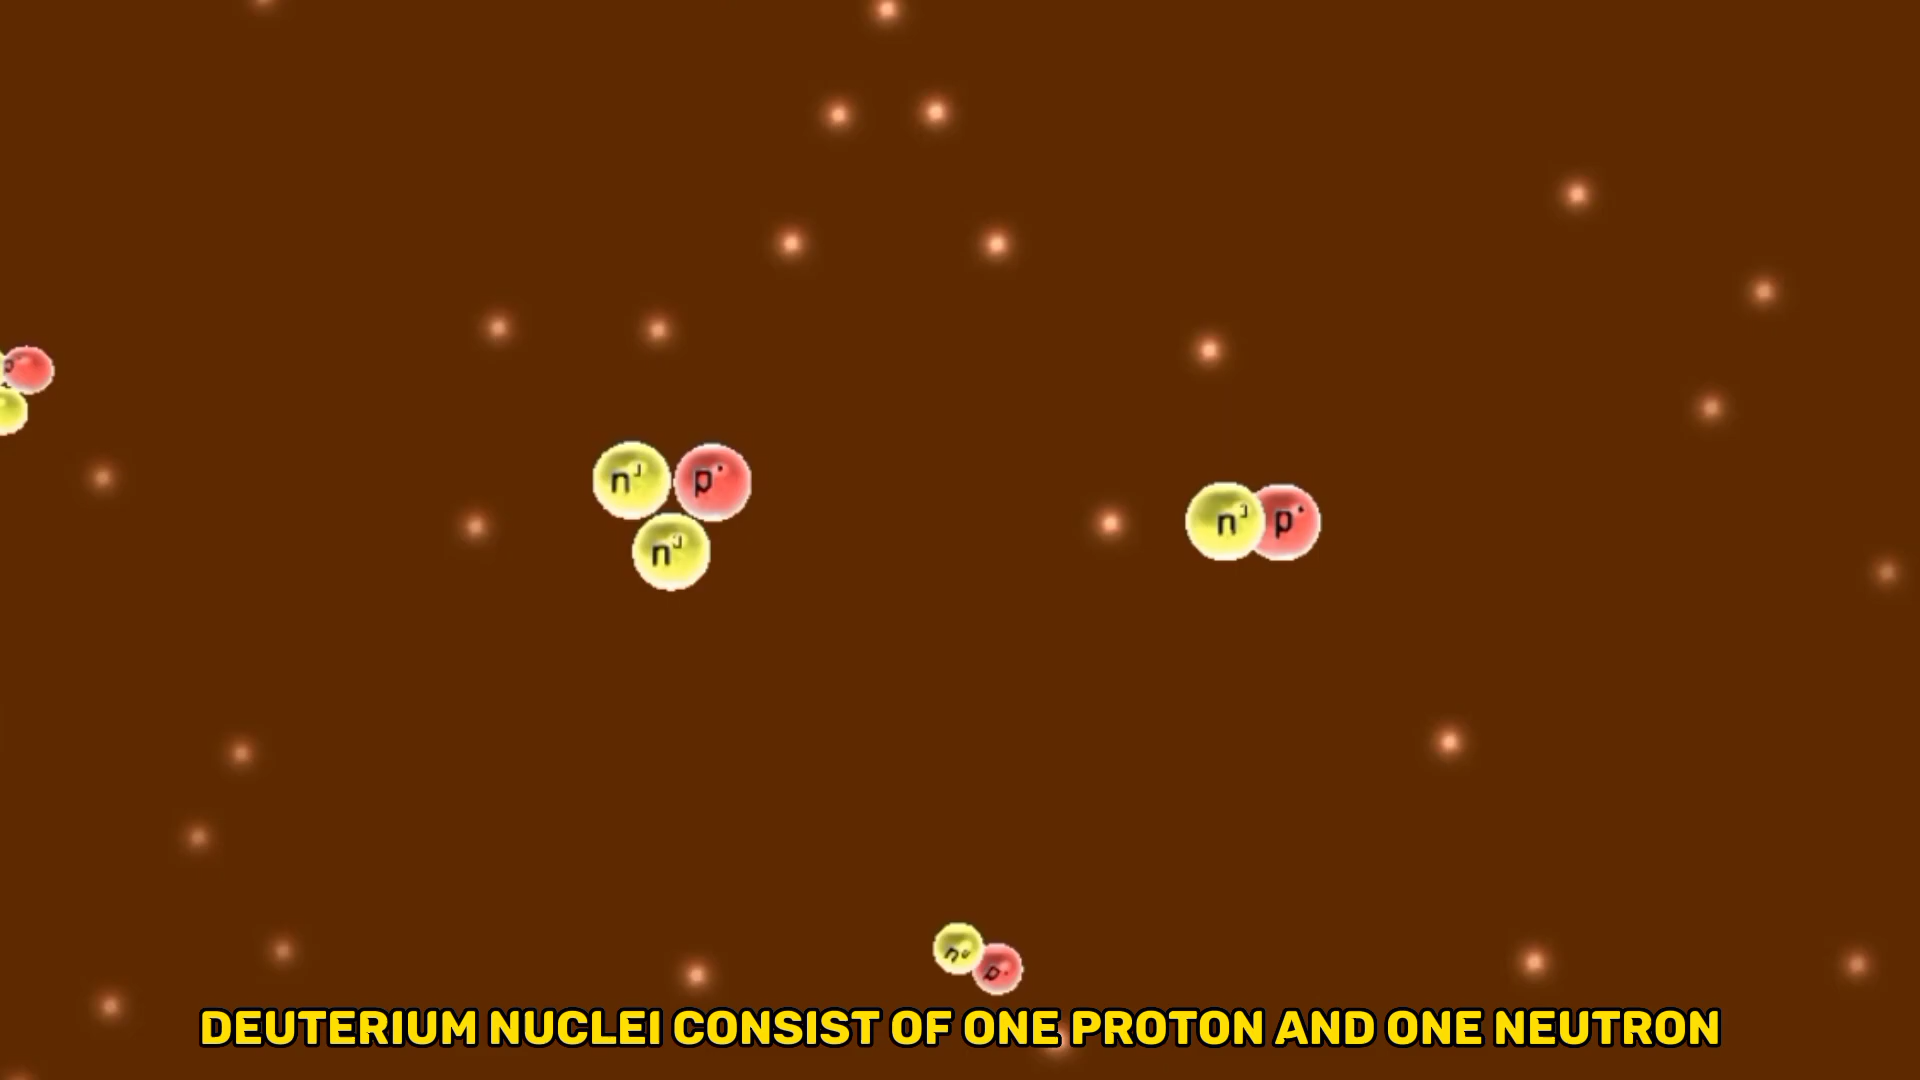 p
n p
n
n p
n p
DEUTERIUM NUCLEI CONSIST OF ONE PROTON AND ONE NEUTRON